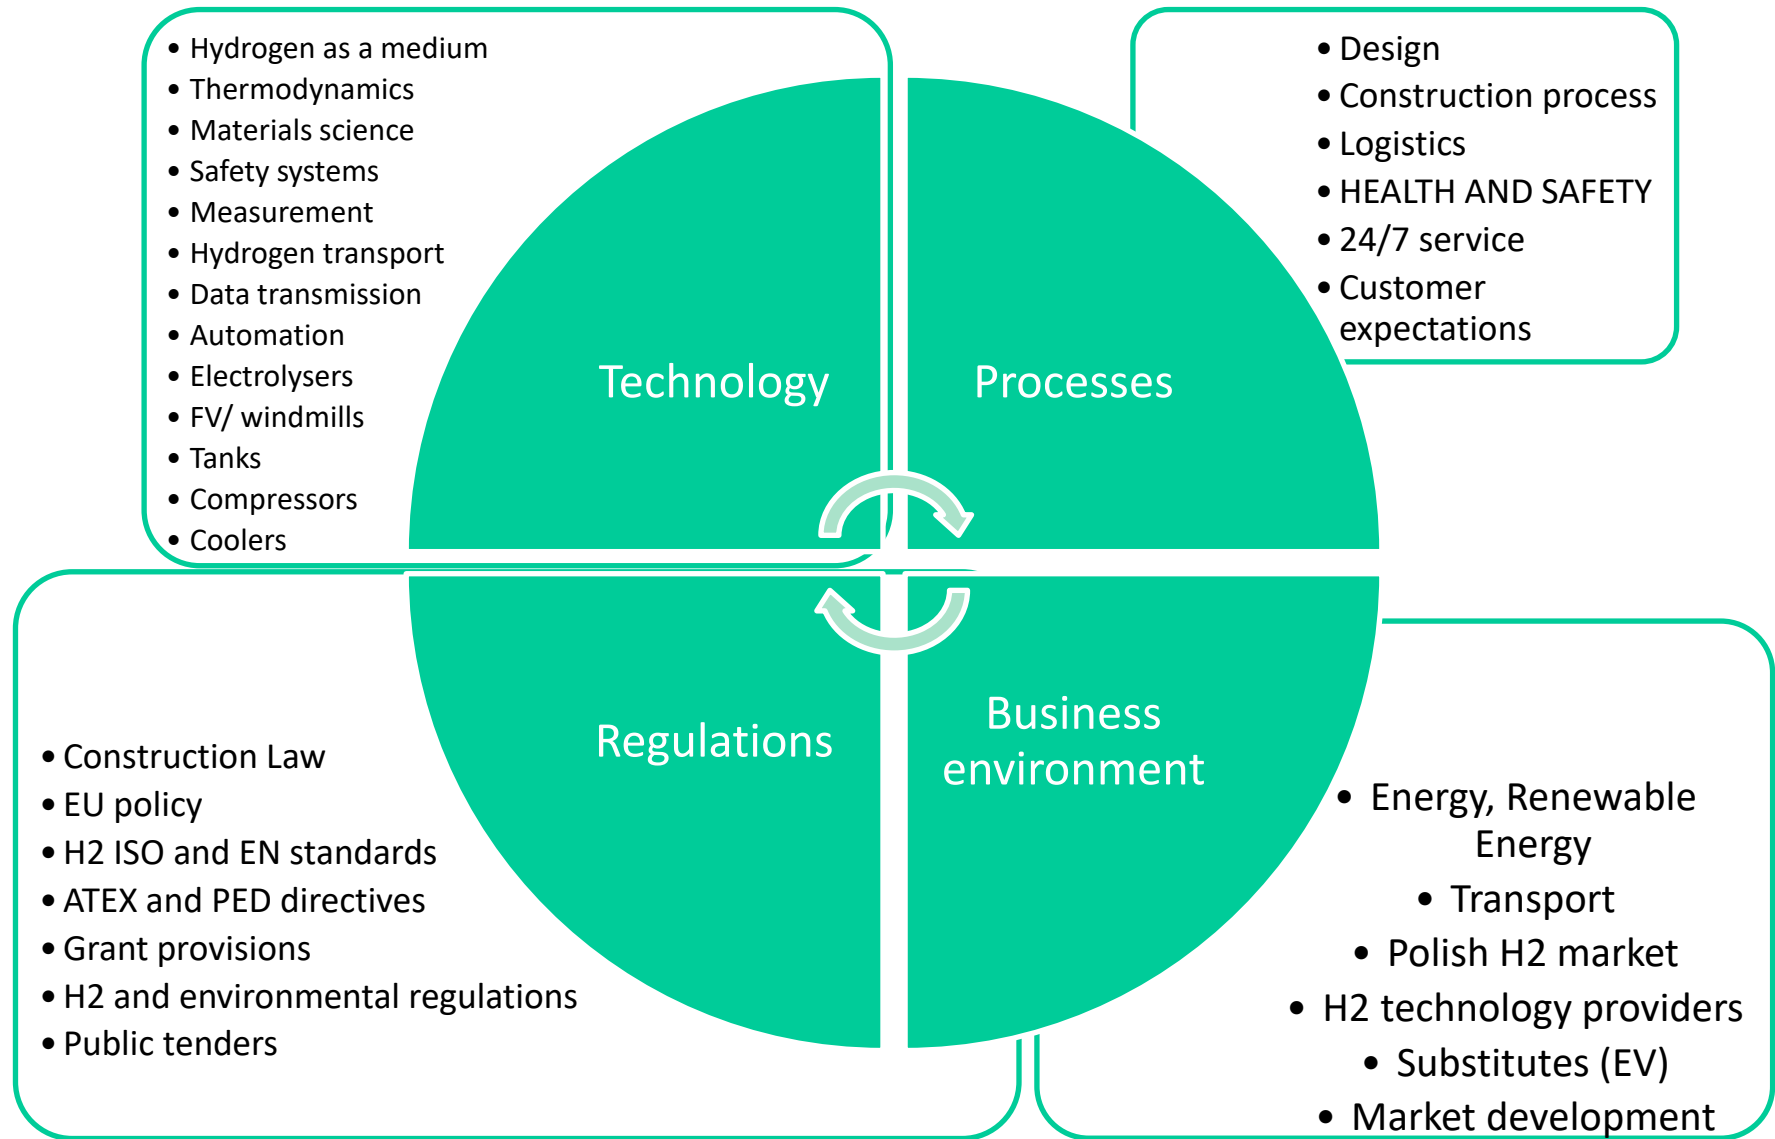 • Hydrogen as a medium
• Thermodynamics
• Materials science
• Safety systems
• Measurement
• Hydrogen transport
• Data transmission
• Automation
• Electrolysers
• FV/ windmills
• Tanks
• Compressors
• Coolers
Technology
• Design
• Construction process
• Logistics
• HEALTH AND SAFETY
• 24/7 service
• Customer
expectations
Processes
• Construction Law
• EU policy
• H2 ISO and EN standards
• ATEX and PED directives
• Grant provisions
• H2 and environmental regulations
• Public tenders
Regulations
Business
environment
• Energy, Renewable
Energy
• Transport
• Polish H2 market
• H2 technology providers
• Substitutes (EV)
• Market development